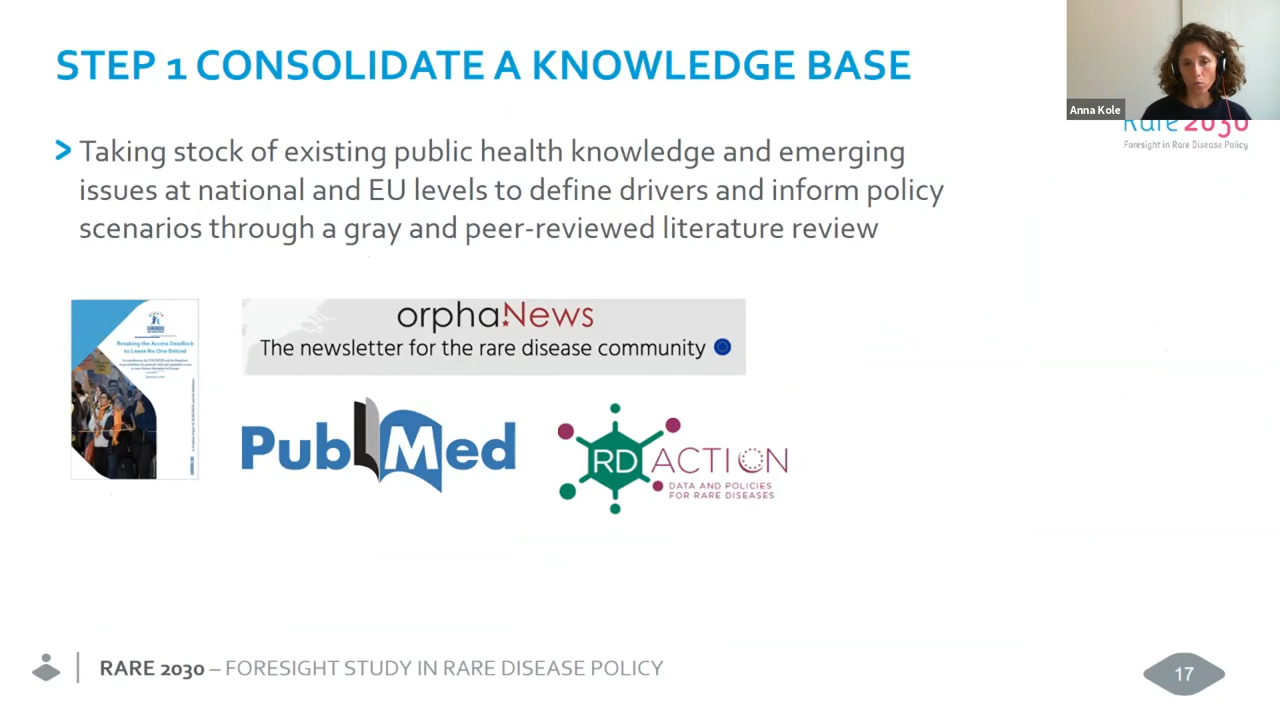 STEP 1 CONSOLIDATE A KNOWLEDGE BASE
Anna Kole
Rare 2030
Foresight in Rare Disease Policy
> Taking stock of existing public health knowledge and emerging
issues at national and EU levels to define drivers and inform policy
scenarios through a gray and peer-reviewed literature review
Breaking the Access Deadlock
to Leave No One Behind
orphaNews
The newsletter for the rare disease community
PubMed
RD ACTION
DATA AND POLICIES
FOR RARE DISEASES
RARE 2030 – FORESIGHT STUDY IN RARE DISEASE POLICY
17